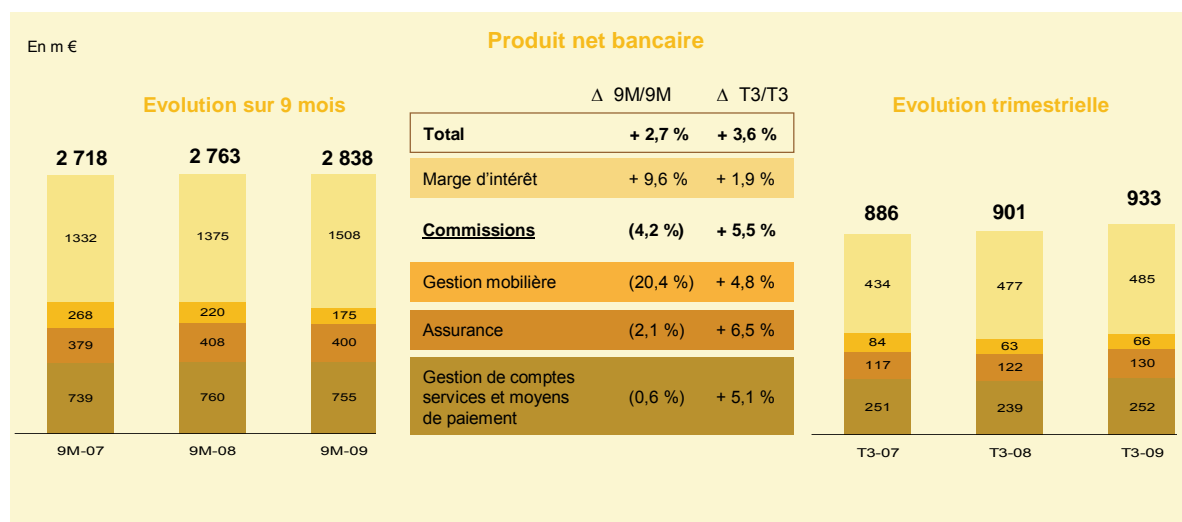 Produit net bancaire
En m €
Evolution sur 9 mois
2 718
2 763
2 838
1332
1375
1508
268
220
175
379
408
400
739
760
755
9M-07
9M-08
9M-09
Δ 9M/9M Δ T3/T3
Total + 2,7 % + 3,6 %
Marge d'intérêt + 9,6 % + 1,9 %
Commissions (4,2 %) + 5,5 %
Gestion mobilière (20,4 %) + 4,8 %
Assurance (2,1 %) + 6,5 %
Gestion de comptes
services et moyens (0,6 %) + 5,1 %
de paiement
Evolution trimestrielle
886
901
933
434
477
485
84
63
66
117
122
130
251
239
252
T3-07
T3-08
T3-09